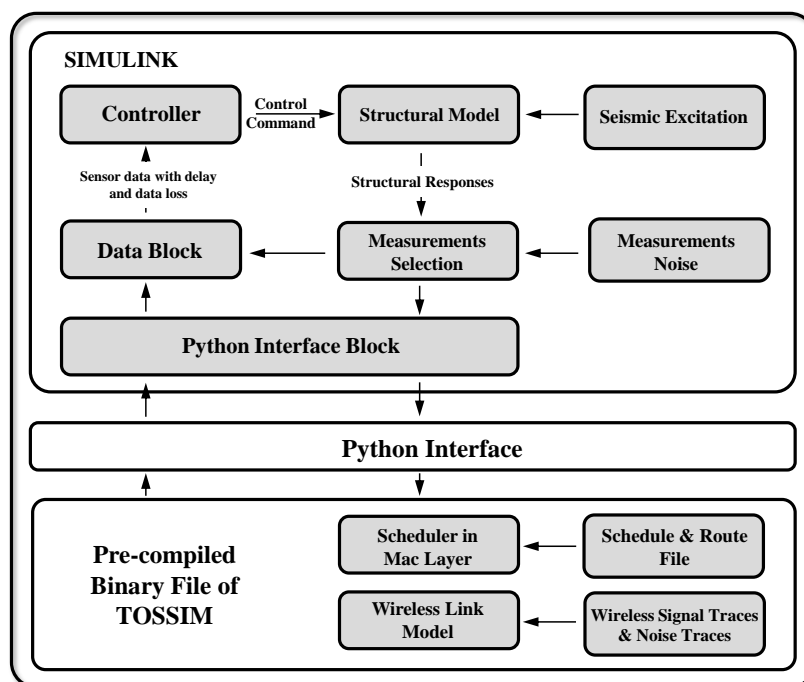 SIMULINK
Controller
Control
Command
Structural Model
Seismic Excitation
Sensor data with delay
and data loss
Structural Responses
Data Block
Measurements
Selection
Measurements
Noise
Python Interface Block
Python Interface
Pre-compiled
Binary File of
TOSSIM
Scheduler in
Mac Layer
Schedule & Route
File
Wireless Link
Model
Wireless Signal Traces
& Noise Traces